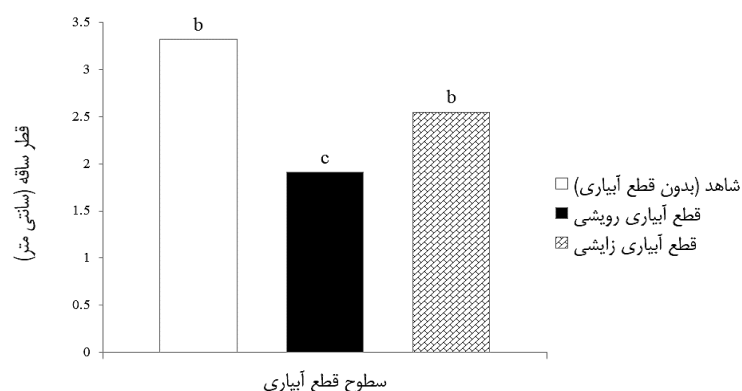 قطر ساقه (سانتی متر)
3.5
3
2.5
2
1.5
1
0.5
0
b
c
b
سطوح قطع آبیاری
شاهد (بدون قطع آبیاری)
قطع آبیاری رویشی
قطع آبیاری زایشی